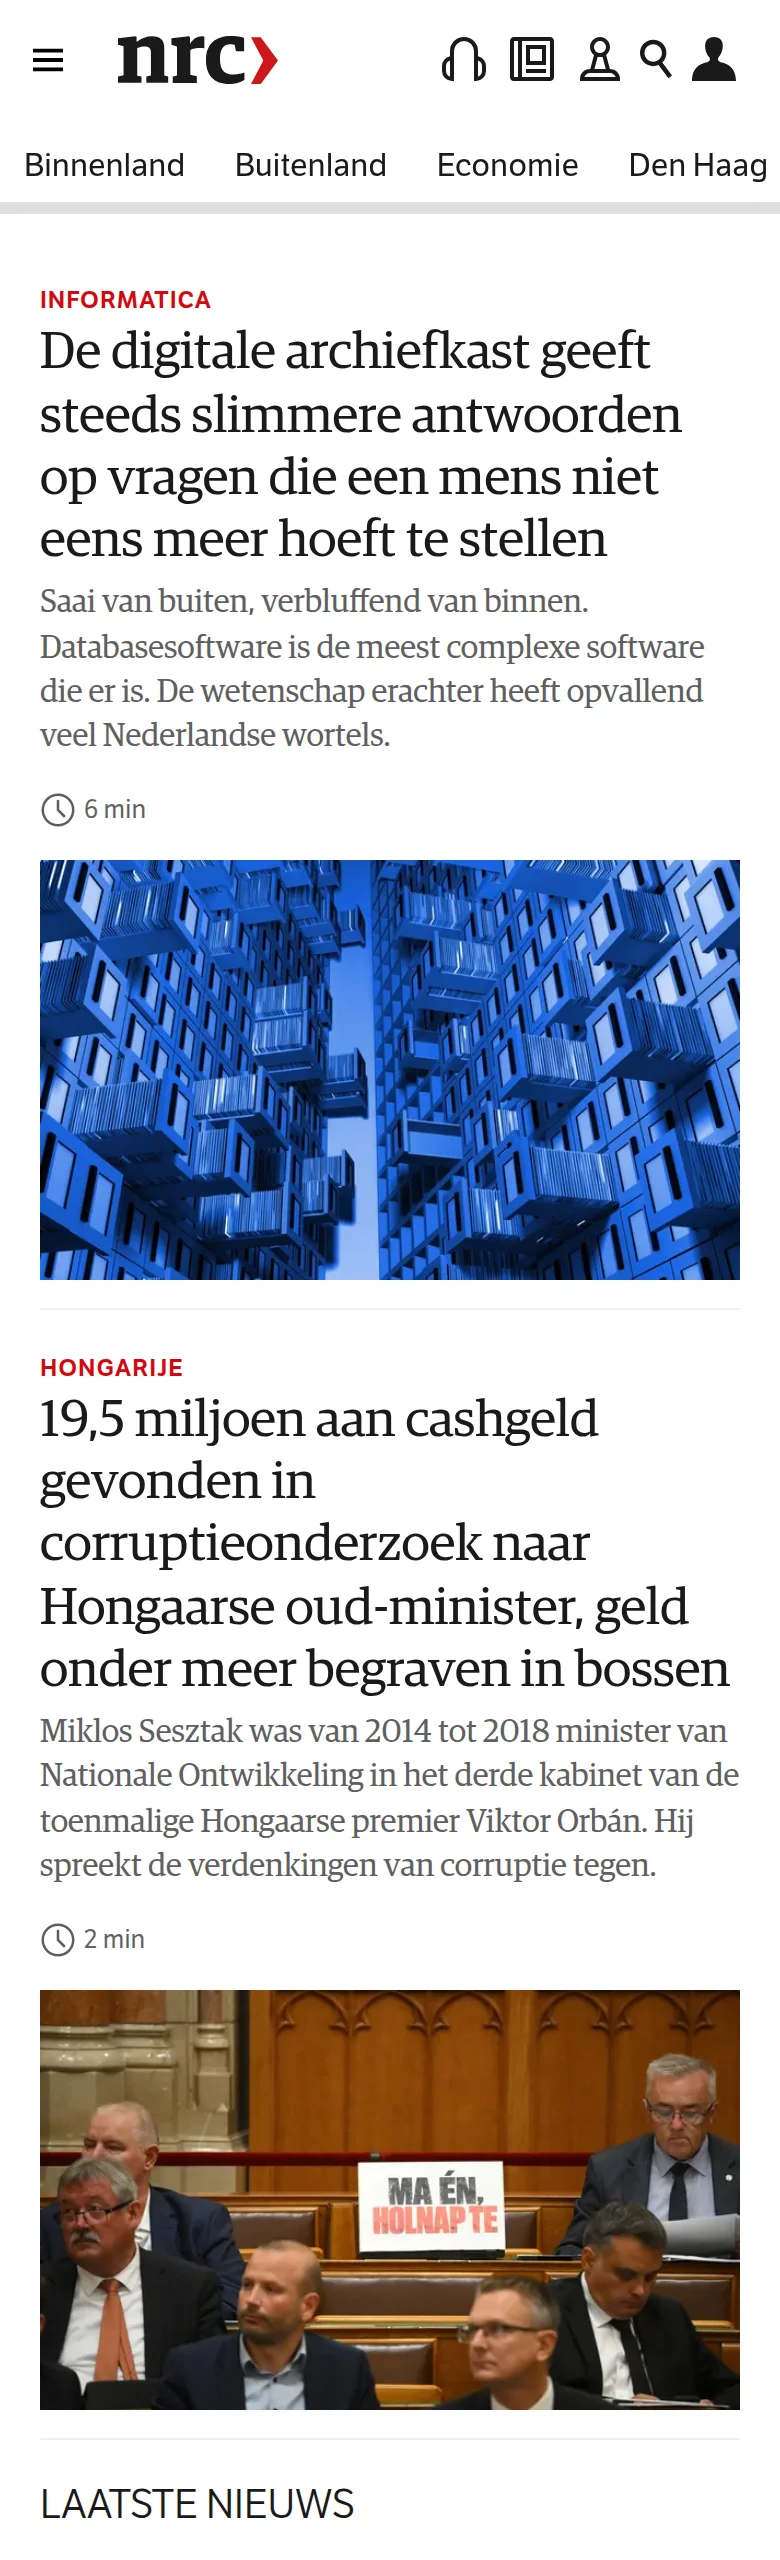 nrc
Binnenland Buitenland Economie Den Haag
INFORMATICA
De digitale archiefkast geeft
steeds slimmere antwoorden
op vragen die een mens niet
eens meer hoeft te stellen
Saai van buiten, verbluffend van binnen.
Databasesoftware is de meest complexe software
die er is. De wetenschap erachter heeft opvallend
veel Nederlandse wortels.
6 min
HONGARIJE
19,5 miljoen aan cashgeld
gevonden in
corruptieonderzoek naar
Hongaarse oud-minister, geld
onder meer begraven in bossen
Miklos Sesztak was van 2014 tot 2018 minister van
Nationale Ontwikkeling in het derde kabinet van de
toenmalige Hongaarse premier Viktor Orbán. Hij
spreekt de verdenkingen van corruptie tegen.
2 min
MA ÉN,
HOLNAP TE
LAATSTE NIEUWS